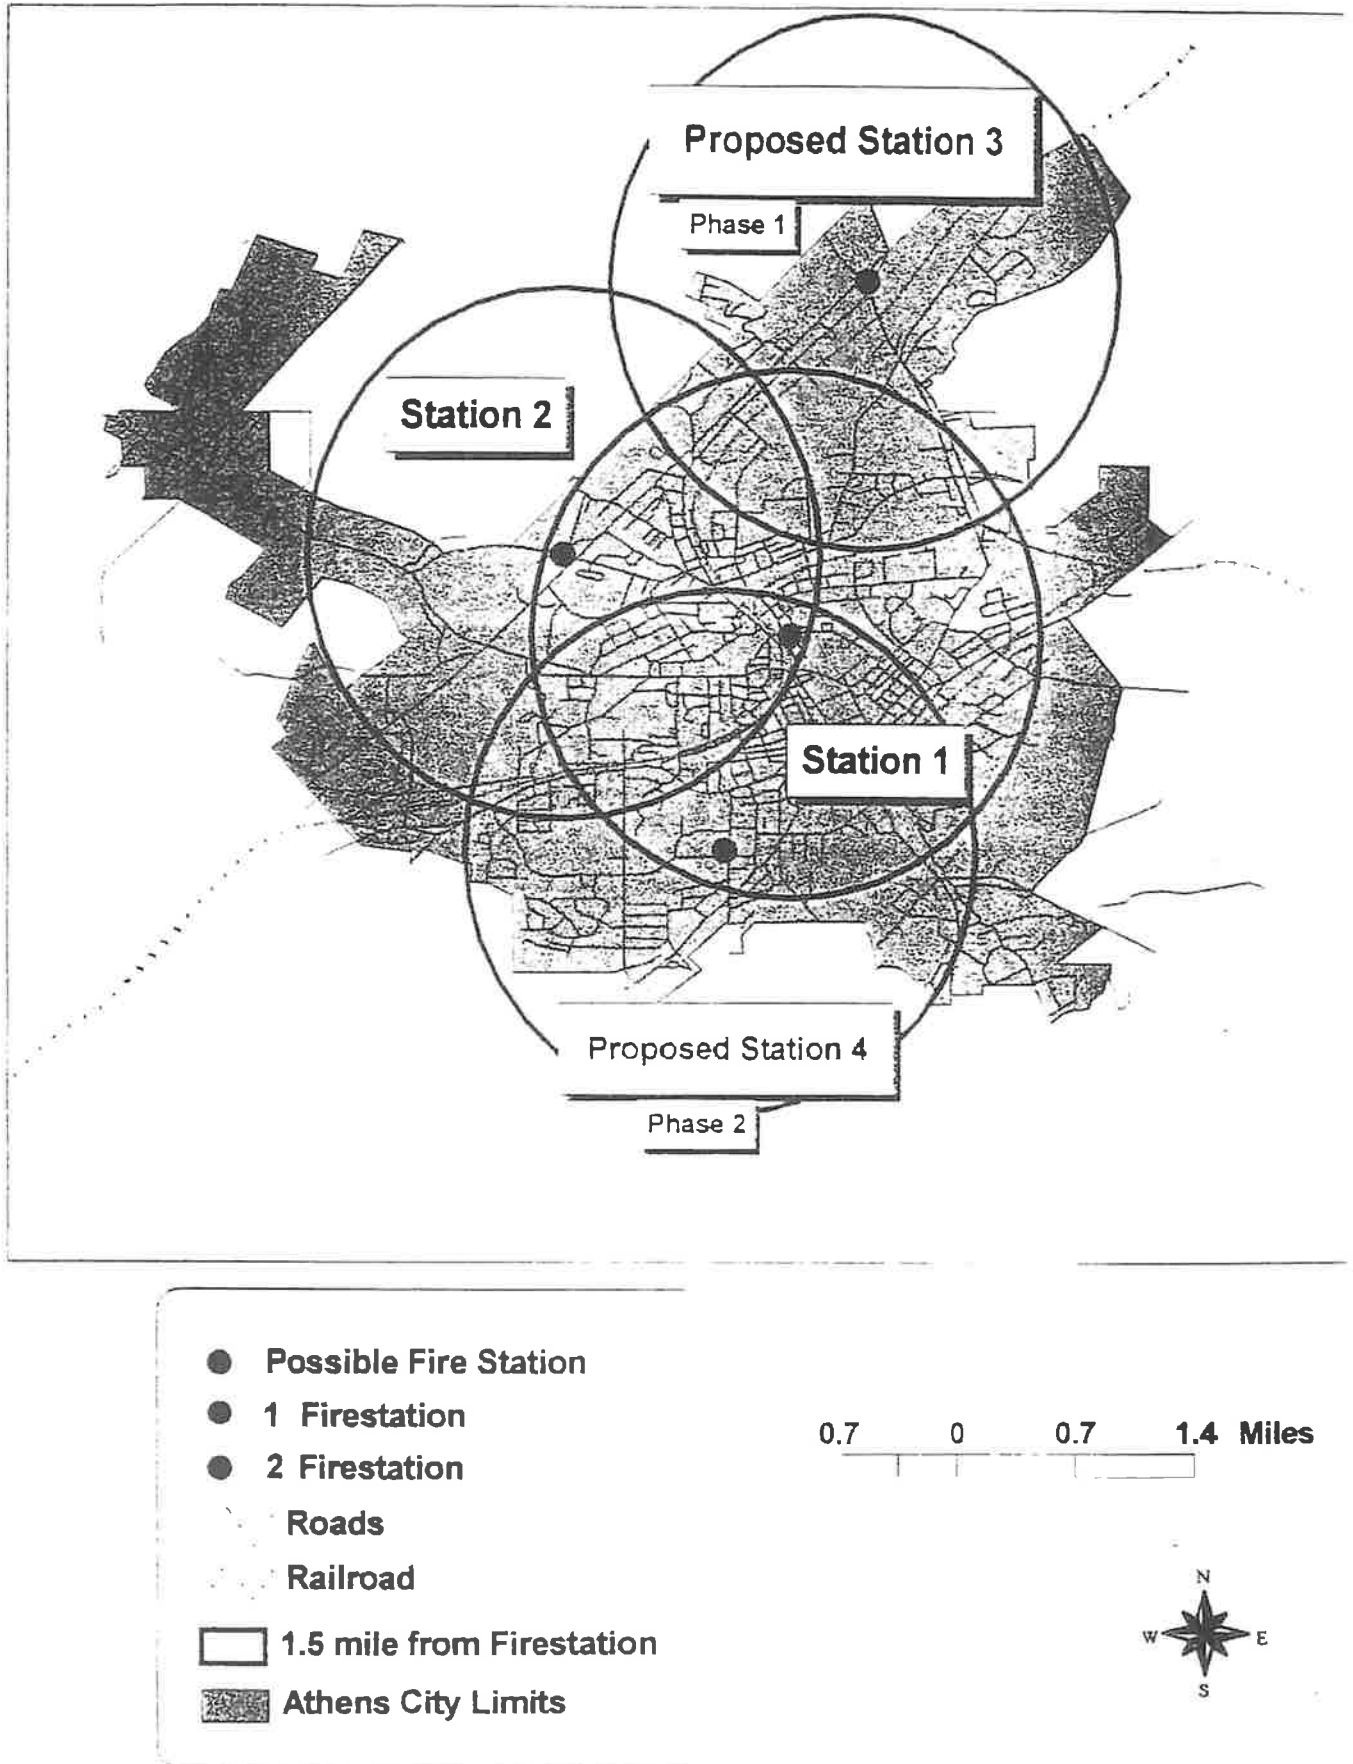 Proposed Station 3
Phase 1
Station 2
Station 1
Proposed Station 4
Phase 2
Possible Fire Station
1 Firestation
2 Firestation
Roads
Railroad
1.5 mile from Firestation
Athens City Limits
0.7 0 0.7 1.4 Miles
N
W E
S